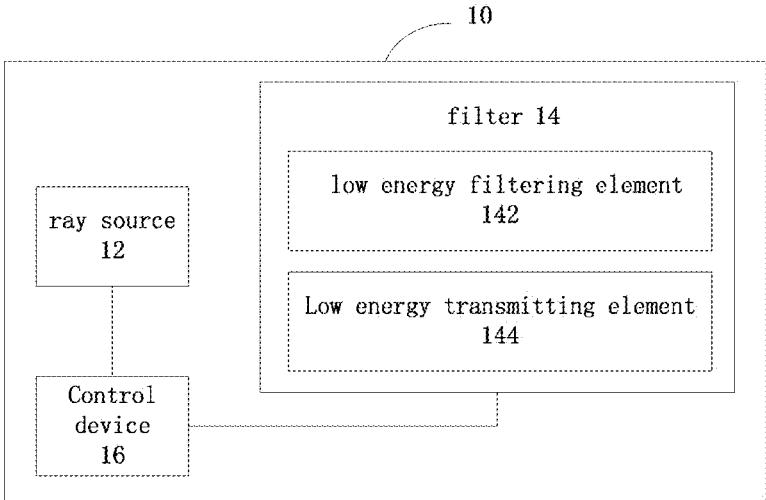 10
filter 14
low energy filtering element
142
ray source
12
Low energy transmitting element
144
Control
device
16